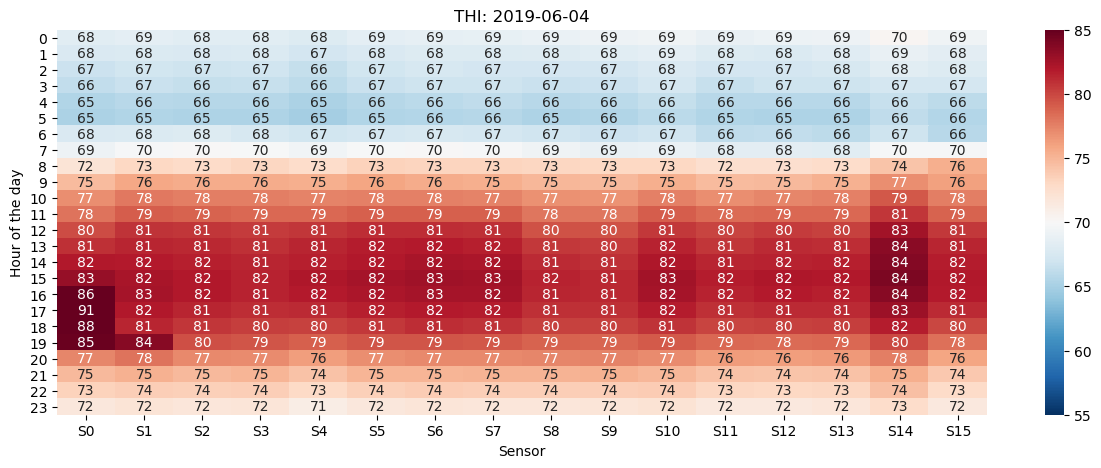 THI: 2019-06-04
Hour of the day
0 68 69 68 68 68 69 69 69 69 69 69 69 69 69 70 69
1 68 68 68 68 67 68 68 68 68 68 69 68 68 68 69 68
2 67 67 67 67 66 67 67 67 67 67 68 67 67 68 68 68
3 66 67 66 67 66 67 66 67 66 67 67 66 67 67 67 67
4 65 66 66 66 65 66 66 66 66 66 66 66 66 66 66 66
5 65 65 65 65 65 65 66 66 65 66 66 65 65 65 66 66
6 68 68 68 68 67 67 67 67 67 67 67 66 66 66 67 66
7 69 70 70 70 69 70 70 70 69 69 69 68 68 68 70 70
8 72 73 73 73 73 73 73 73 73 73 73 72 73 73 74 76
9 75 76 76 76 75 76 76 75 75 75 75 75 75 75 77 76
10 77 78 78 78 77 78 78 77 77 77 78 77 77 78 79 78
11 78 79 79 79 79 79 79 79 78 78 79 78 79 79 81 79
12 80 81 81 81 81 81 81 81 80 80 81 80 80 80 83 81
13 81 81 81 81 81 82 82 82 81 80 82 81 81 81 84 81
14 82 82 82 81 82 82 82 82 81 81 82 81 82 82 84 82
15 83 82 82 81 82 82 83 83 82 81 83 82 82 82 84 82
16 86 83 82 81 82 82 83 82 81 81 82 82 82 82 84 82
17 91 82 81 81 81 82 82 82 81 81 82 81 81 81 83 81
18 88 81 81 80 80 81 81 81 80 80 81 80 80 80 82 80
19 85 84 80 79 79 79 79 79 79 79 79 79 78 79 80 78
20 77 78 77 77 76 77 77 77 77 77 77 76 76 76 78 76
21 75 75 75 75 74 75 75 75 75 75 75 74 74 74 75 74
22 73 74 74 74 73 74 74 74 74 74 74 73 73 73 74 73
23 72 72 72 72 71 72 72 72 72 72 72 72 72 72 73 72
S0 S1 S2 S3 S4 S5 S6 S7 S8 S9 S10 S11 S12 S13 S14 S15
Sensor
85
80
75
70
65
60
55